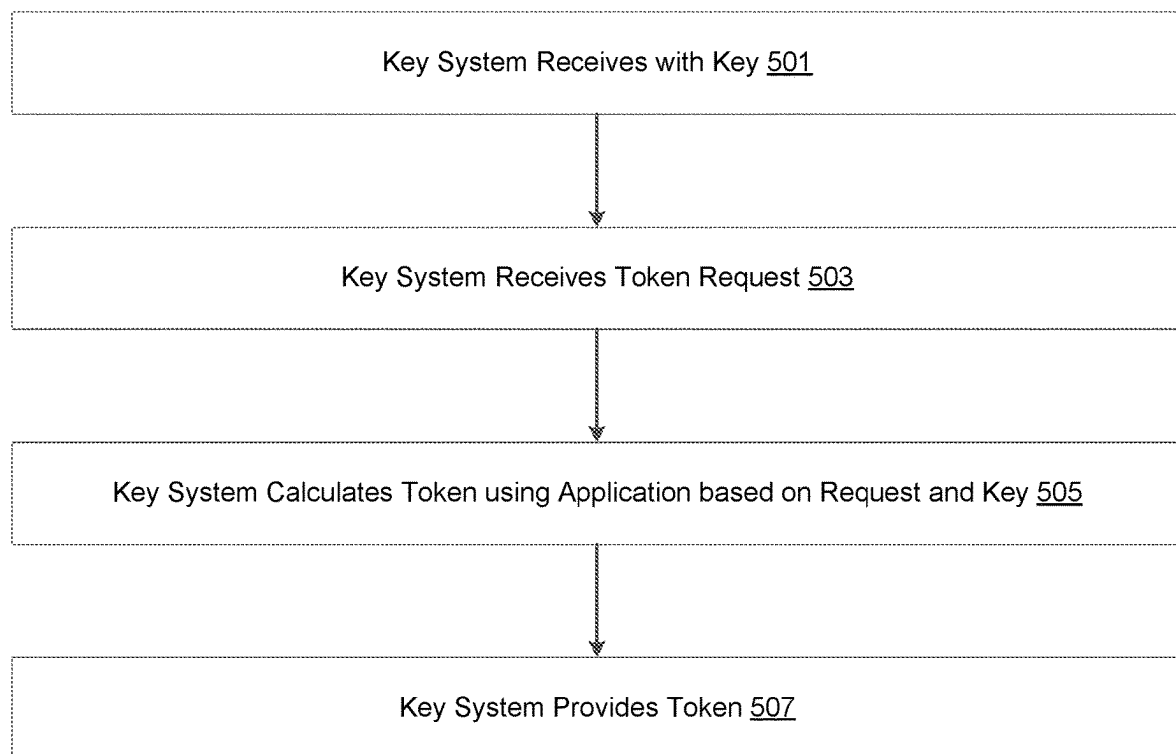 Key System Receives with Key 501
Key System Receives Token Request 503
Key System Calculates Token using Application based on Request and Key 505
Key System Provides Token 507